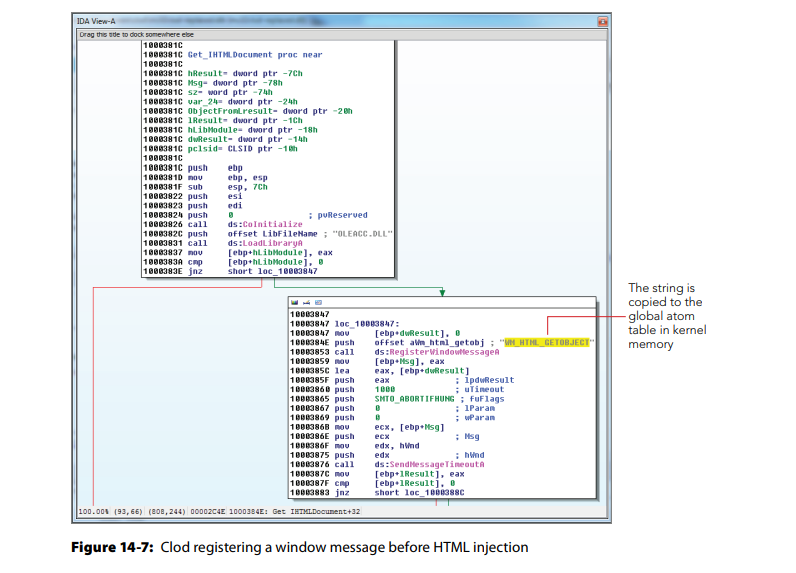 IDA View-A
Drag this title to dock somewhere else
1000381C
1000381C Get_IHTMLDocument proc near
1000381C
1000381C hResult= dword ptr -7Ch
1000381C Msg= dword ptr -78h
1000381C sz= word ptr -74h
1000381C var_24= dword ptr -24h
1000381C ObjectFromLresult= dword ptr -20h
1000381C lResult= dword ptr -1Ch
1000381C hLibModule= dword ptr -18h
1000381C dwResult= dword ptr -14h
1000381C pclsid= CLSID ptr -10h
1000381C
1000381C push ebp
1000381D mov ebp, esp
1000381F sub esp, 7Ch
10003822 push esi
10003823 push edi
10003824 push 0 ; pvReserved
10003826 call ds:CoInitialize
1000382C push offset LibFileName ; "OLEACC.DLL"
10003831 call ds:LoadLibraryA
10003837 mov [ebp+hLibModule], eax
1000383A cmp [ebp+hLibModule], 0
1000383E jnz short loc_10003847
10003847
10003847 loc_10003847:
10003847 mov [ebp+dwResult], 0
1000384E push offset aWm_html_getobj ; "WM_HTML_GETOBJECT"
10003853 call ds:RegisterWindowMessageA
10003859 mov [ebp+Msg], eax
1000385C lea eax, [ebp+dwResult]
1000385F push eax ; lpdwResult
10003860 push 1000 ; uTimeout
10003865 push SMTO_ABORTIFHUNG ; fuFlags
10003867 push 0 ; lParam
10003869 push 0 ; wParam
1000386B mov ecx, [ebp+Msg]
1000386E push ecx ; Msg
1000386F mov edx, hWnd
10003875 push edx ; hWnd
10003876 call ds:SendMessageTimeoutA
1000387C mov [ebp+lResult], eax
1000387F cmp [ebp+lResult], 0
10003883 jnz short loc_1000388C
The string is
copied to the
global atom
table in kernel
memory
100.00% (93,66) (808,244) 00002C4E 1000384E: Get IHTMLDocument+32
Figure 14-7: Clod registering a window message before HTML injection